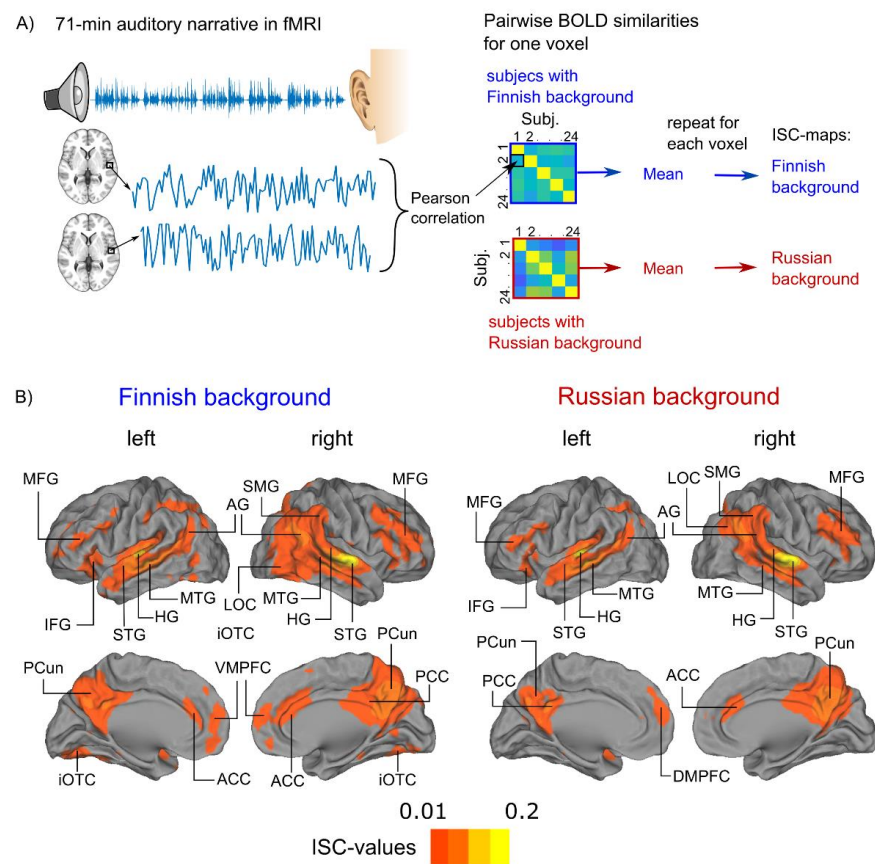 A) 71-min auditory narrative in fMRI
Pairwise BOLD similarities
for one voxel
subjecs with
Finnish background
Subj.
1 2 . . . 24
1
2
.
.
.
24
Pearson
correlation
Mean
repeat for
each voxel
ISC-maps:
Finnish
background
1 2 . . . 24
Subj.
1
2
.
.
.
24
Mean
Russian
background
subjects with
Russian background
B) Finnish background
Russian background
left
right
left
right
MFG
AG
SMG
MFG
IFG
STG
HG
MTG
LOC
iOTC
MTG
HG
STG
MFG
AG
LOC
SMG
MFG
IFG
STG
HG
MTG
MTG
HG
STG
PCun
VMPFC
PCun
PCC
iOTC
ACC
ACC
iOTC
PCun
PCC
DMPFC
ACC
PCun
0.01 0.2
ISC-values